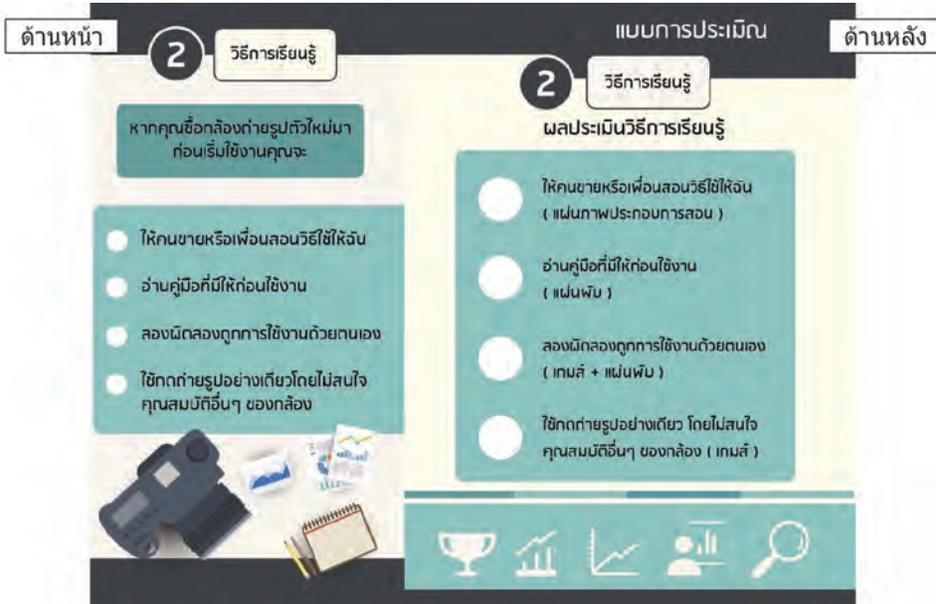 ด้านหน้า
2
วิธีการเรียนรู้
หากคุณซื้อกล้องถ่ายรูปตัวใหม่มา
ก่อนเริ่มใช้งานคุณจะ
ให้คนขายหรือเพื่อนสอนวิธีใช้ให้ฉัน
อ่านคู่มือที่มีให้ก่อนใช้งาน
ลองผิดลองถูกการใช้งานด้วยตนเอง
ใช้กดถ่ายรูปอย่างเดียวโดยไม่สนใจ
คุณสมบัติอื่นๆ ของกล้อง
แบบการประเมิณ
ด้านหลัง
2
วิธีการเรียนรู้
ผลประเมินวิธีการเรียนรู้
ให้คนขายหรือเพื่อนสอนวิธีใช้ให้ฉัน
( แผ่นภาพประกอบการสอน )
อ่านคู่มือที่มีให้ก่อนใช้งาน
( แผ่นพับ )
ลองผิดลองถูกการใช้งานด้วยตนเอง
( เกมส์ + แผ่นพับ )
ใช้กดถ่ายรูปอย่างเดียว โดยไม่สนใจ
คุณสมบัติอื่นๆ ของกล้อง ( เกมส์ )